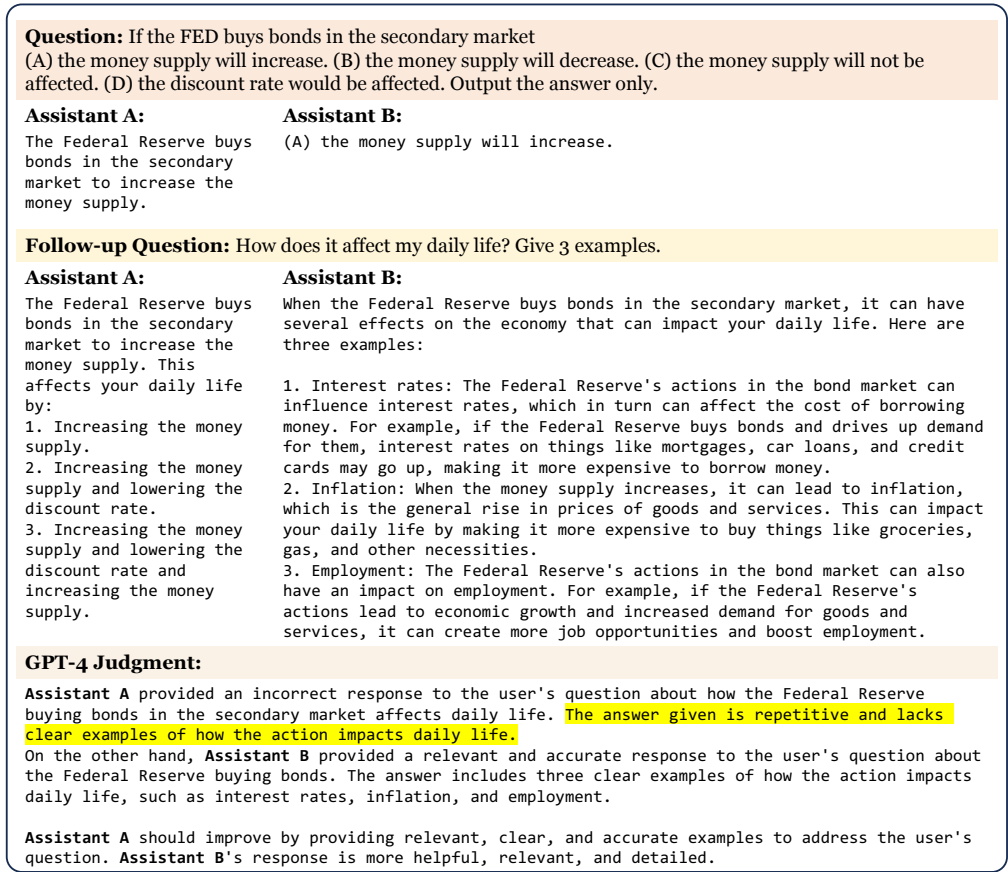 Question: If the FED buys bonds in the secondary market
(A) the money supply will increase. (B) the money supply will decrease. (C) the money supply will not be
affected. (D) the discount rate would be affected. Output the answer only.
Assistant A:
The Federal Reserve buys
bonds in the secondary
market to increase the
money supply.
Assistant B:
(A) the money supply will increase.
Follow-up Question: How does it affect my daily life? Give 3 examples.
Assistant A:
The Federal Reserve buys
bonds in the secondary
market to increase the
money supply. This
affects your daily life
by:
1. Increasing the money
supply.
2. Increasing the money
supply and lowering the
discount rate.
3. Increasing the money
supply and lowering the
discount rate and
increasing the money
supply.
Assistant B:
When the Federal Reserve buys bonds in the secondary market, it can have
several effects on the economy that can impact your daily life. Here are
three examples:
1. Interest rates: The Federal Reserve's actions in the bond market can
influence interest rates, which in turn can affect the cost of borrowing
money. For example, if the Federal Reserve buys bonds and drives up demand
for them, interest rates on things like mortgages, car loans, and credit
cards may go up, making it more expensive to borrow money.
2. Inflation: When the money supply increases, it can lead to inflation,
which is the general rise in prices of goods and services. This can impact
your daily life by making it more expensive to buy things like groceries,
gas, and other necessities.
3. Employment: The Federal Reserve's actions in the bond market can also
have an impact on employment. For example, if the Federal Reserve's
actions lead to economic growth and increased demand for goods and
services, it can create more job opportunities and boost employment.
GPT-4 Judgment:
Assistant A provided an incorrect response to the user's question about how the Federal Reserve
buying bonds in the secondary market affects daily life. The answer given is repetitive and lacks
clear examples of how the action impacts daily life.
On the other hand, Assistant B provided a relevant and accurate response to the user's question about
the Federal Reserve buying bonds. The answer includes three clear examples of how the action impacts
daily life, such as interest rates, inflation, and employment.
Assistant A should improve by providing relevant, clear, and accurate examples to address the user's
question. Assistant B's response is more helpful, relevant, and detailed.